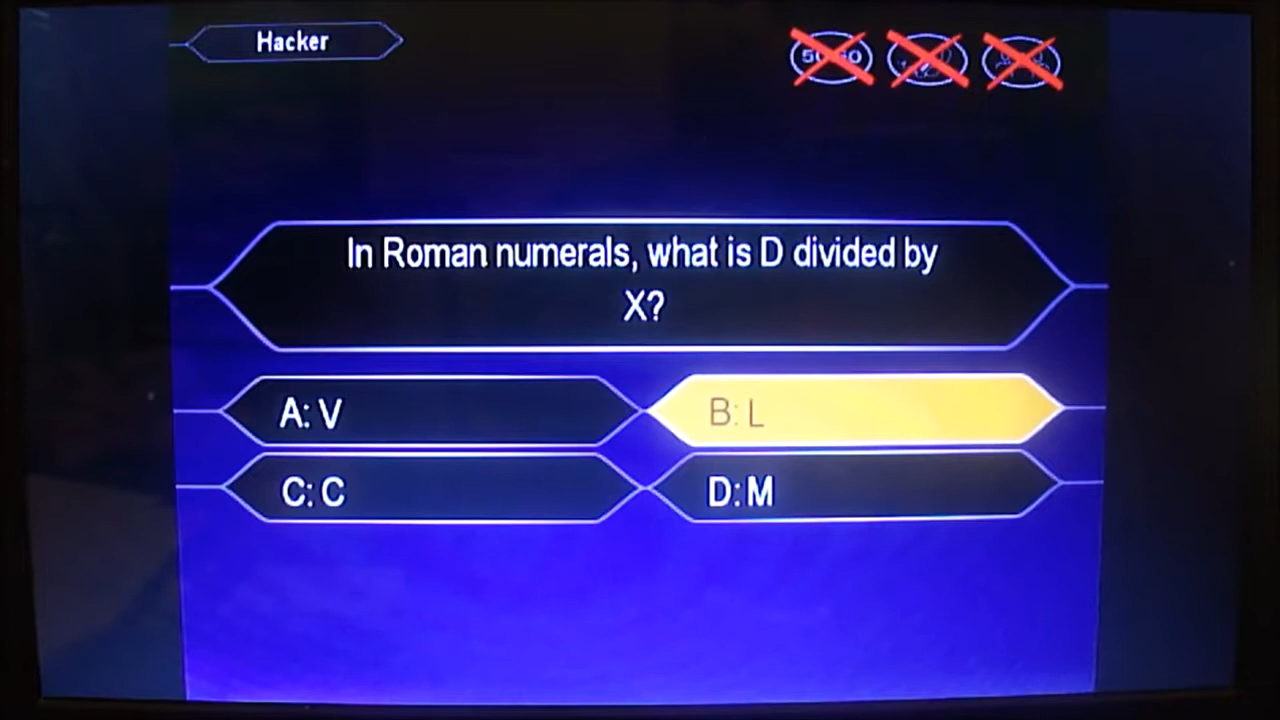 Hacker
In Roman numerals, what is D divided by
X?
A: V
B: L
C: C
D: M